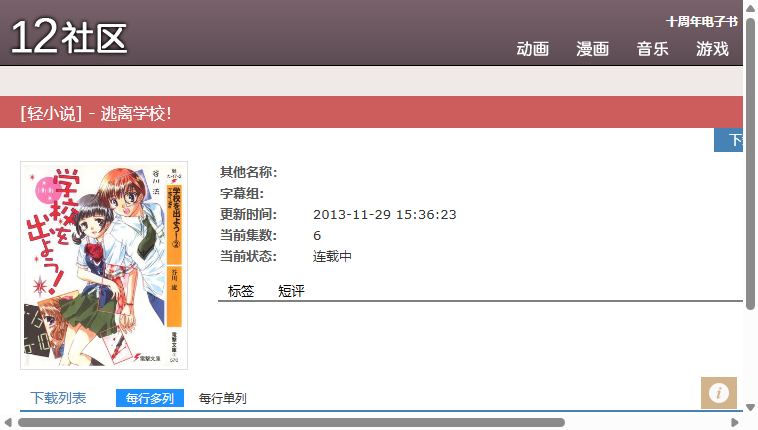 十周年电子书
12社区
动画 漫画 音乐 游戏
[轻小说] - 逃离学校!
其他名称:
字幕组:
更新时间: 2013-11-29 15:36:23
当前集数: 6
当前状态: 连载中
标签 短评
学校を出よう!
谷川 流
学校を出よう!②
谷川 流
電撃文庫
下载列表 每行多列 每行单列